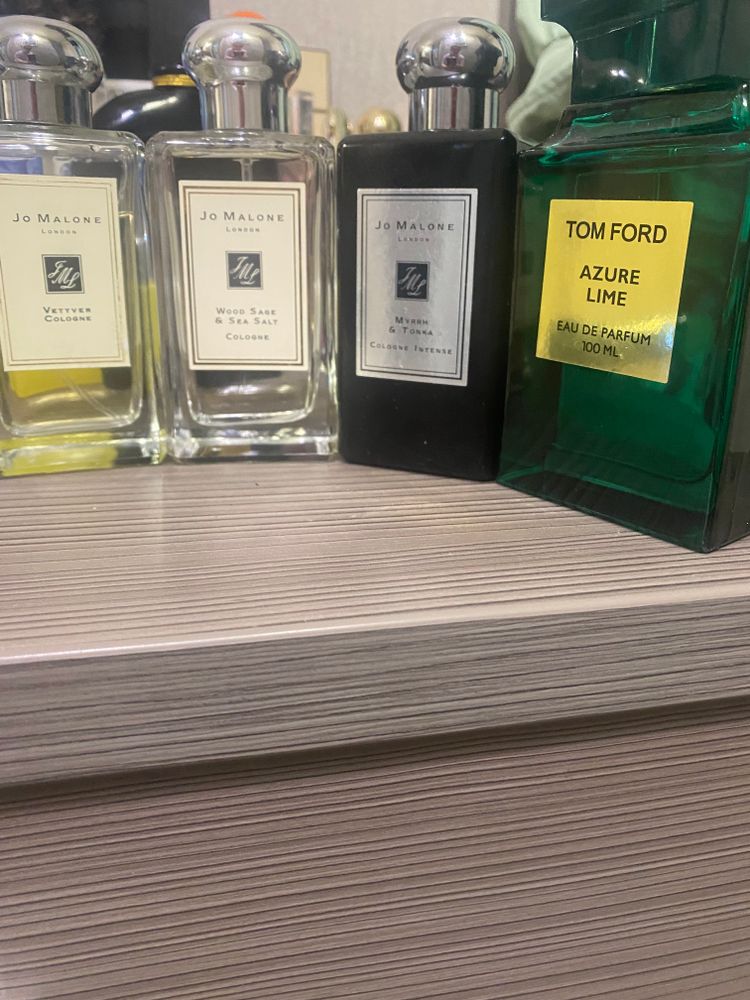 JO MALONE
LONDON
JML
VETYVER
COLOGNE
JO MALONE
LONDON
JML
WOOD SAGE
& SEA SALT
COLOGNE
JO MALONE
LONDON
JML
MYRRH
& TONKA
COLOGNE INTENSE
TOM FORD
AZURE
LIME
EAU DE PARFUM
100 ML